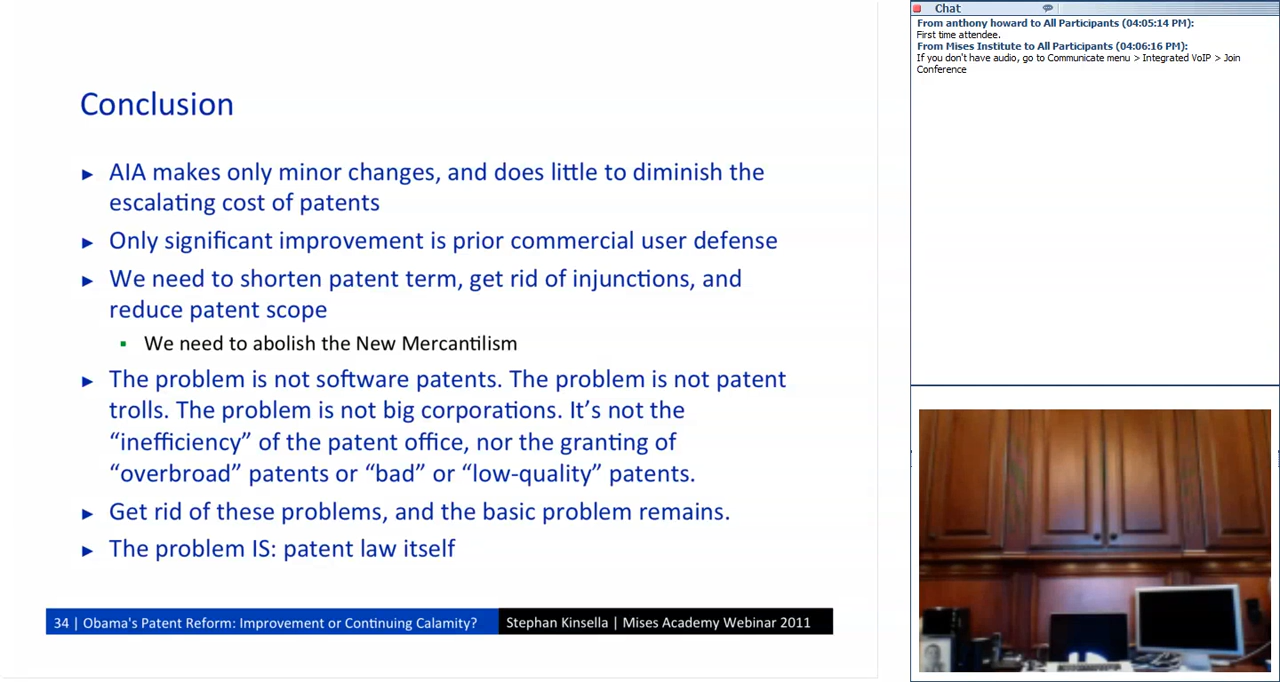 Conclusion
► AIA makes only minor changes, and does little to diminish the
escalating cost of patents
► Only significant improvement is prior commercial user defense
► We need to shorten patent term, get rid of injunctions, and
reduce patent scope
▪ We need to abolish the New Mercantilism
► The problem is not software patents. The problem is not patent
trolls. The problem is not big corporations. It’s not the
“inefficiency” of the patent office, nor the granting of
“overbroad” patents or “bad” or “low-quality” patents.
► Get rid of these problems, and the basic problem remains.
► The problem IS: patent law itself
34 | Obama's Patent Reform: Improvement or Continuing Calamity? Stephan Kinsella | Mises Academy Webinar 2011
Chat
From anthony howard to All Participants (04:05:14 PM):
First time attendee.
From Mises Institute to All Participants (04:06:16 PM):
If you don't have audio, go to Communicate menu > Integrated VoIP > Join
Conference